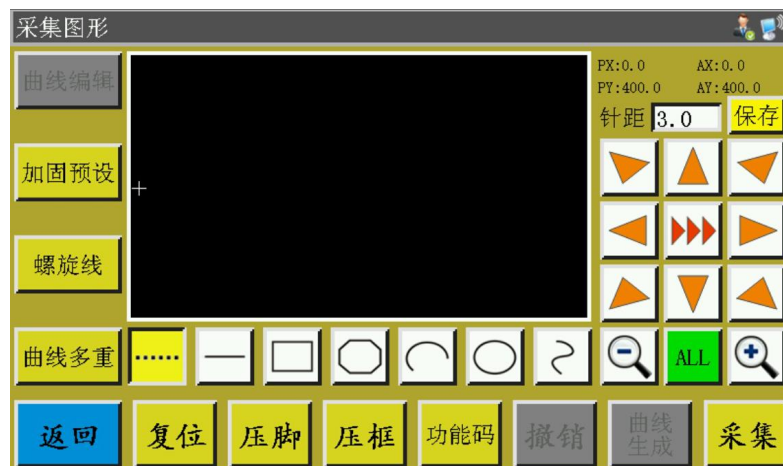 采集图形
曲线编辑
PX:0.0 AX:0.0
PY:400.0 AY:400.0
针距 3.0 保存
加固预设
螺旋线
曲线多重
ALL
返回 复位 压脚 压框 功能码 撤销 曲线生成 采集